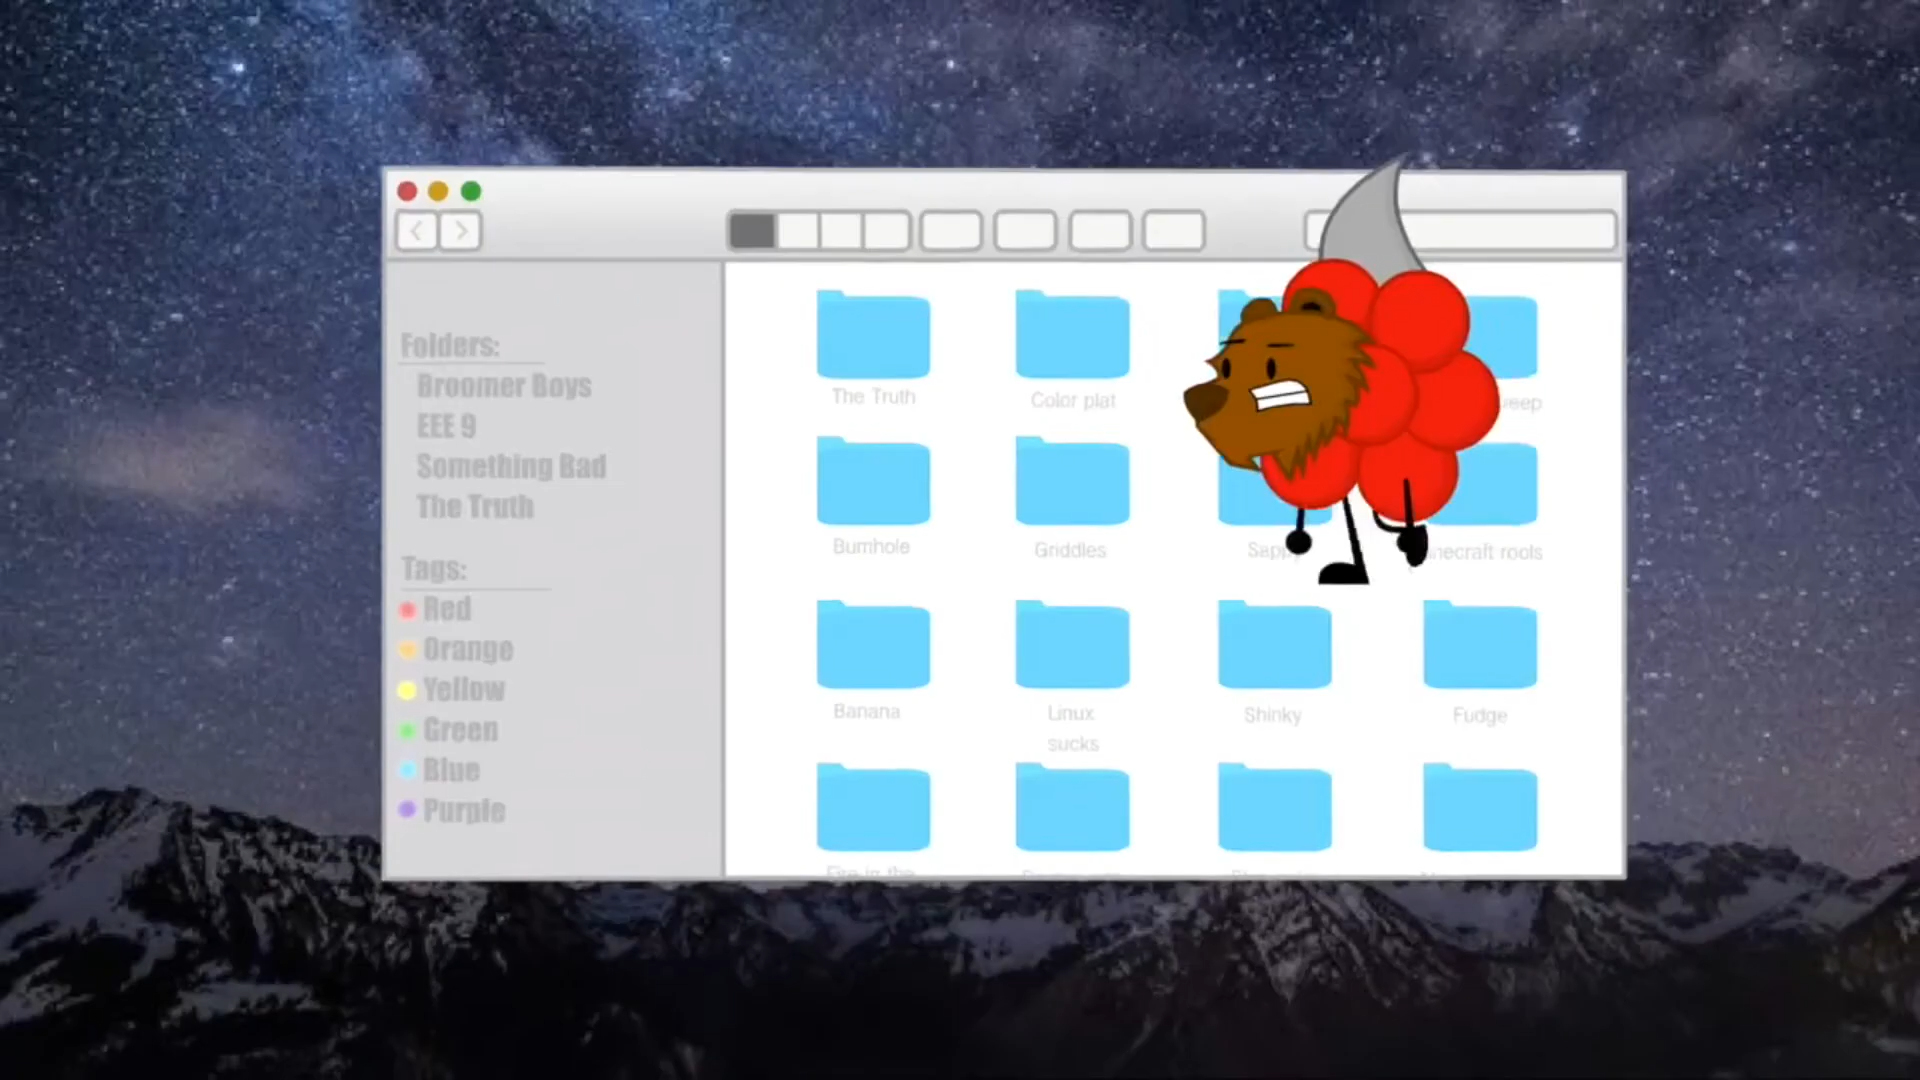 Folders:
Broomer Boys
EEE 9
Something Bad
The Truth
Tags:
Red
Orange
Yellow
Green
Blue
Purple
The Truth
Color plat
Bumhole
Griddles
Banana
Linux
sucks
Shinky
Fudge